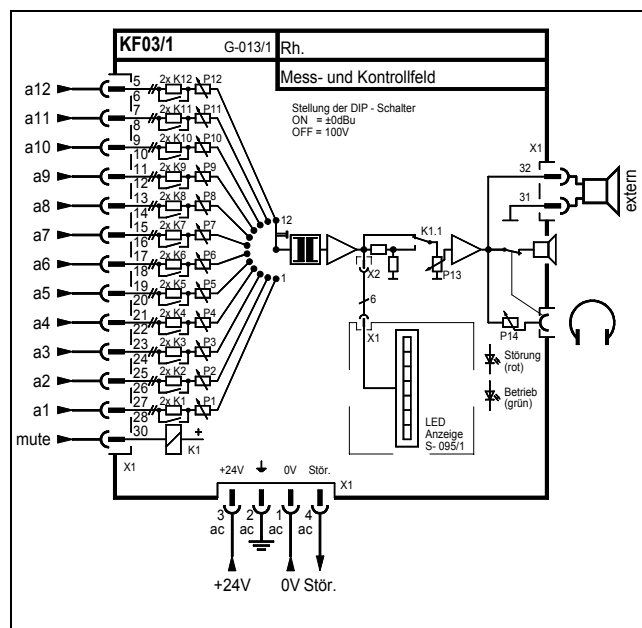 KF03/1 G-013/1 Rh.
Mess- und Kontrollfeld
Stellung der DIP - Schalter
ON = ±0dBu
OFF = 100V
a12 5 6 2x K12 P12
a11 7 8 2x K11 P11
a10 9 10 2x K10 P10
a9 11 12 2x K9 P9
a8 13 14 2x K8 P8
a7 15 16 2x K7 P7
a6 17 18 2x K6 P6
a5 19 20 2x K5 P5
a4 21 22 2x K4 P4
a3 23 24 2x K3 P3
a2 25 26 2x K2 P2
a1 27 28 2x K1 P1
mute 30 K1 +
X1
12
1
X1
32
31
extern
K1.1
X2
P13
6
X1
P14
Störung
(rot)
Betrieb
(grün)
LED
Anzeige
S- 095/1
+24V 0V Stör.
X1
3 2 1 4
ac ac ac ac
+24V 0V Stör.